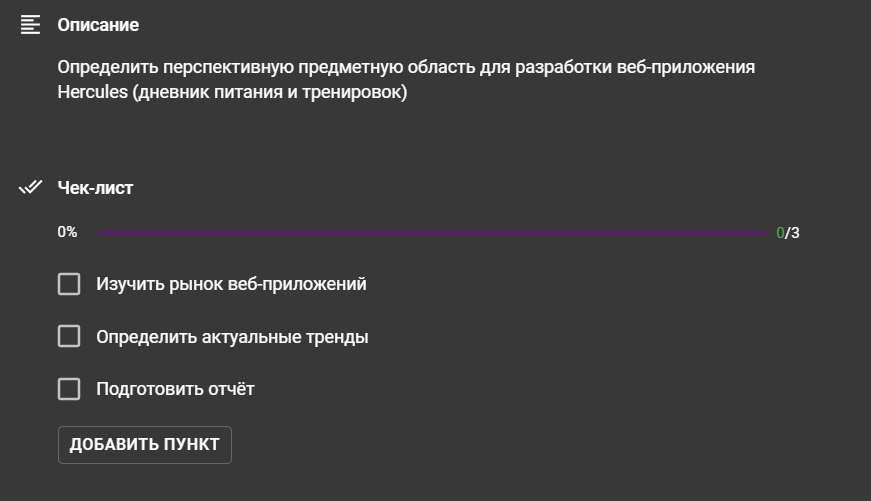 Описание
Определить перспективную предметную область для разработки веб-приложения
Hercules (дневник питания и тренировок)
Чек-лист
0% 0/3
Изучить рынок веб-приложений
Определить актуальные тренды
Подготовить отчёт
ДОБАВИТЬ ПУНКТ